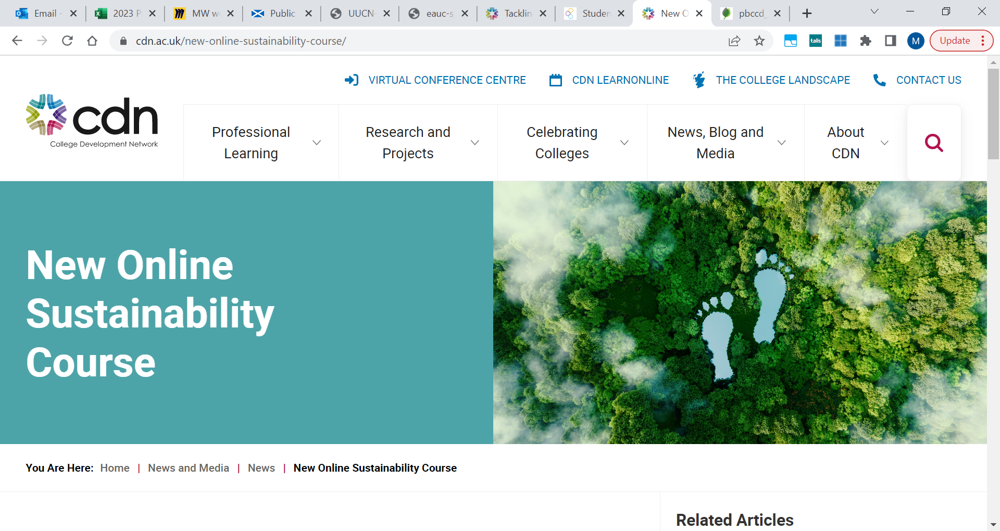 Email -
2023 P
MW w
Public
UUCN-
eauc-s
Tacklin
Studen
New O
pbccd_
cdn.ac.uk/new-online-sustainability-course/
talis
M
Update
VIRTUAL CONFERENCE CENTRE
CDN LEARNONLINE
THE COLLEGE LANDSCAPE
CONTACT US
cdn
College Development Network
Professional
Learning
Research and
Projects
Celebrating
Colleges
News, Blog and
Media
About
CDN
New Online
Sustainability
Course
You Are Here: Home | News and Media | News | New Online Sustainability Course
Related Articles